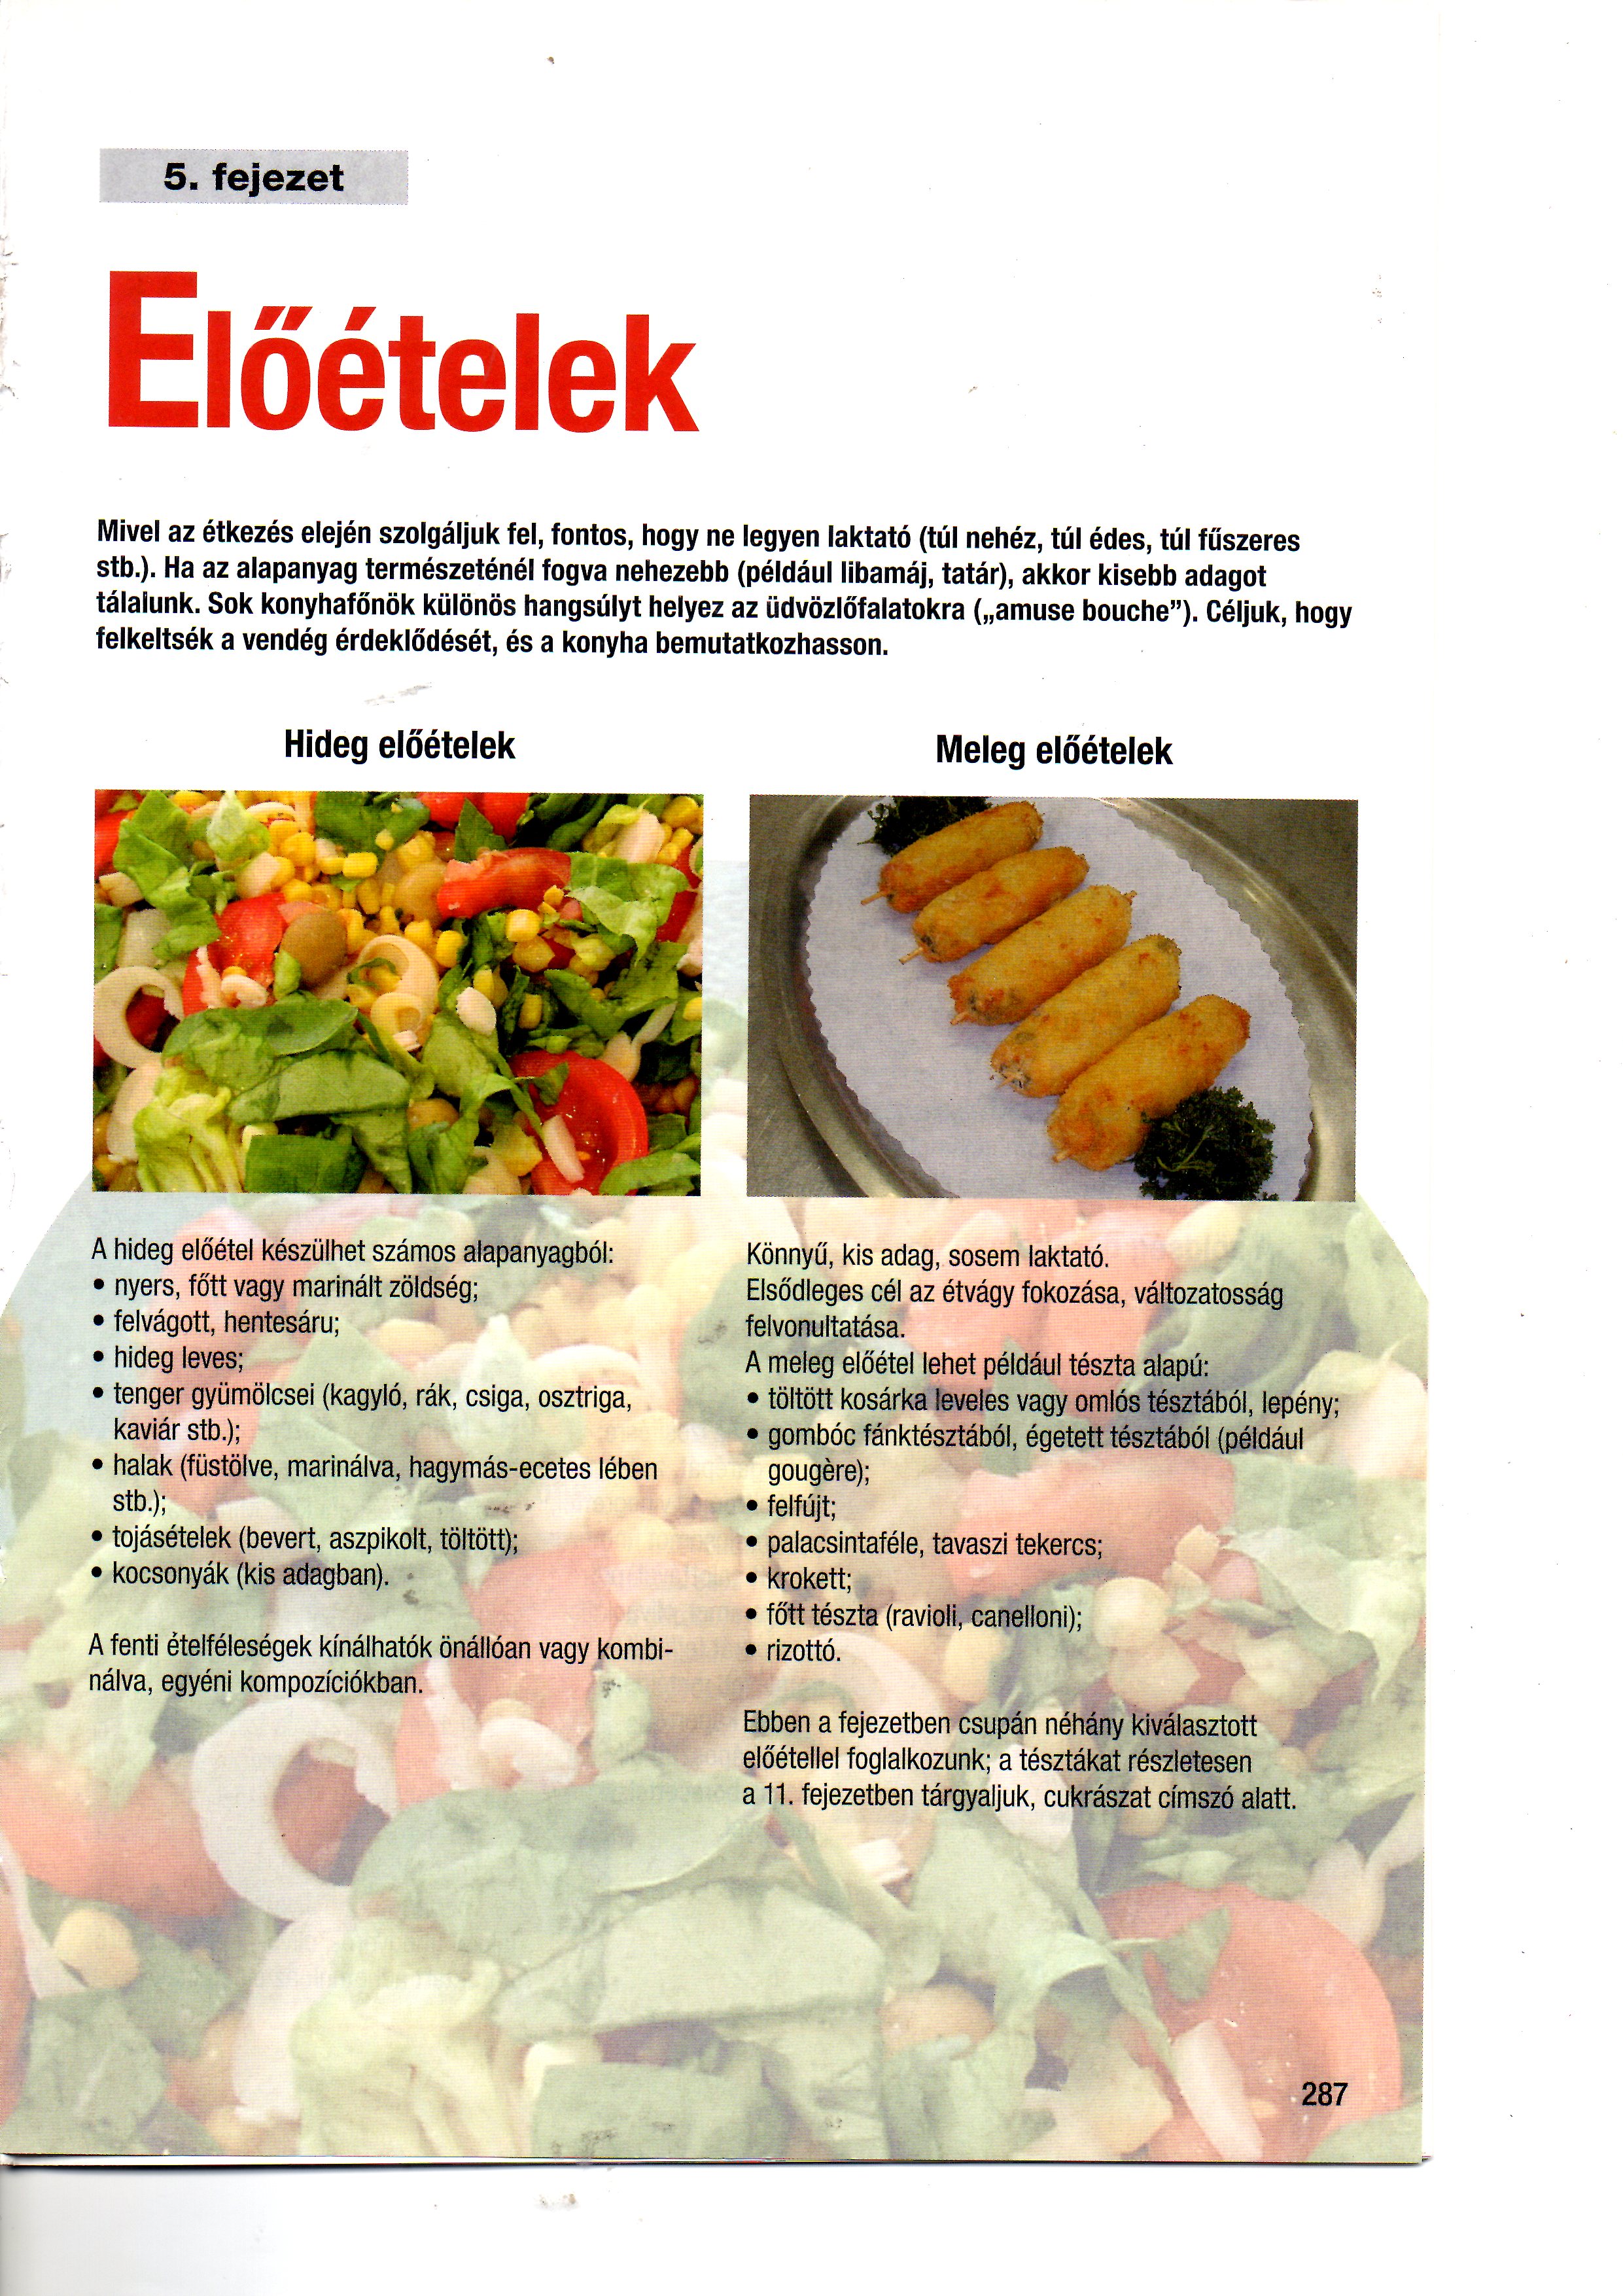 5. fejezet
Előételek
Mivel az étkezés elején szolgáljuk fel, fontos, hogy ne legyen laktató (túl nehéz, túl édes, túl fűszeres
stb.). Ha az alapanyag természeténél fogva nehezebb (például libamáj, tatár), akkor kisebb adagot
tálalunk. Sok konyhafőnök különös hangsúlyt helyez az üdvözlőfalatokra („amuse bouche”). Céljuk, hogy
felkeltsék a vendég érdeklődését, és a konyha bemutatkozhasson.
Hideg előételek
A hideg előétel készülhet számos alapanyagból:
• nyers, főtt vagy marinált zöldség;
• felvágott, hentesáru;
• hideg leves;
• tenger gyümölcsei (kagyló, rák, csiga, osztriga,
kaviár stb.);
• halak (füstölve, marinálva, hagymás-ecetes lében
stb.);
• tojásételek (bevert, aszpikolt, töltött);
• kocsonyák (kis adagban).
A fenti ételféleségek kínálhatók önállóan vagy kombi-
nálva, egyéni kompozíciókban.
Meleg előételek
Könnyű, kis adag, sosem laktató.
Elsődleges cél az étvágy fokozása, változatosság
felvonultatása.
A meleg előétel lehet például tészta alapú:
• töltött kosárka leveles vagy omlós tésztából, lepény;
• gombóc fánktésztából, égetett tésztából (például
gougère);
• felfújt;
• palacsintaféle, tavaszi tekercs;
• krokett;
• főtt tészta (ravioli, canelloni);
• rizottó.
Ebben a fejezetben csupán néhány kiválasztott
előétellel foglalkozunk; a tésztákat részletesen
a 11. fejezetben tárgyaljuk, cukrászat címszó alatt.
287